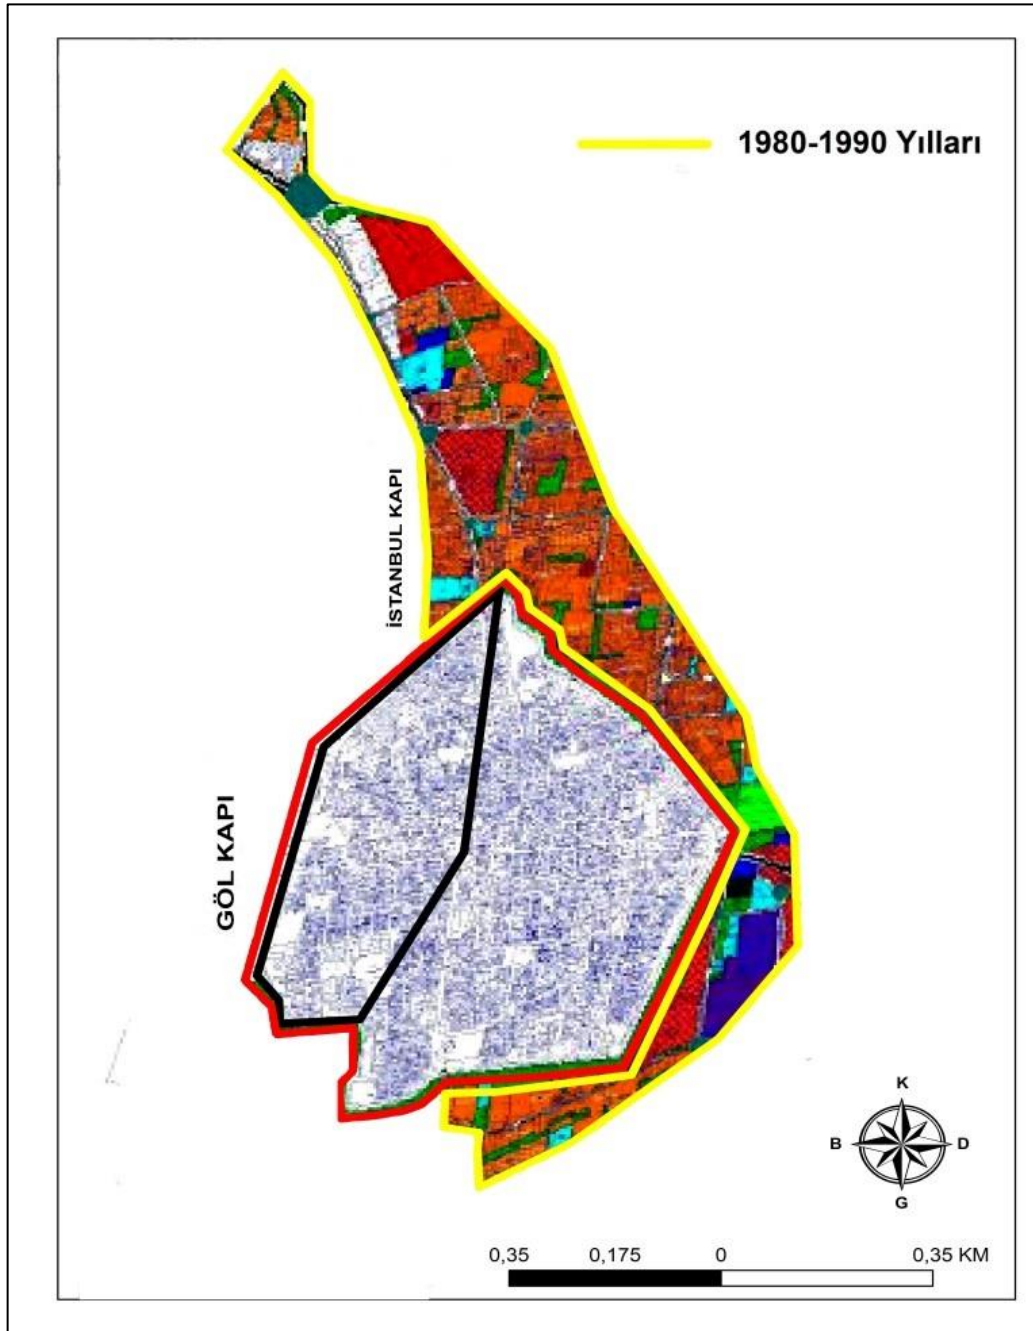 1980-1990 Yılları
İSTANBUL KAPI
GÖL KAPI
K
B
D
G
0,35 0,175 0 0,35 KM